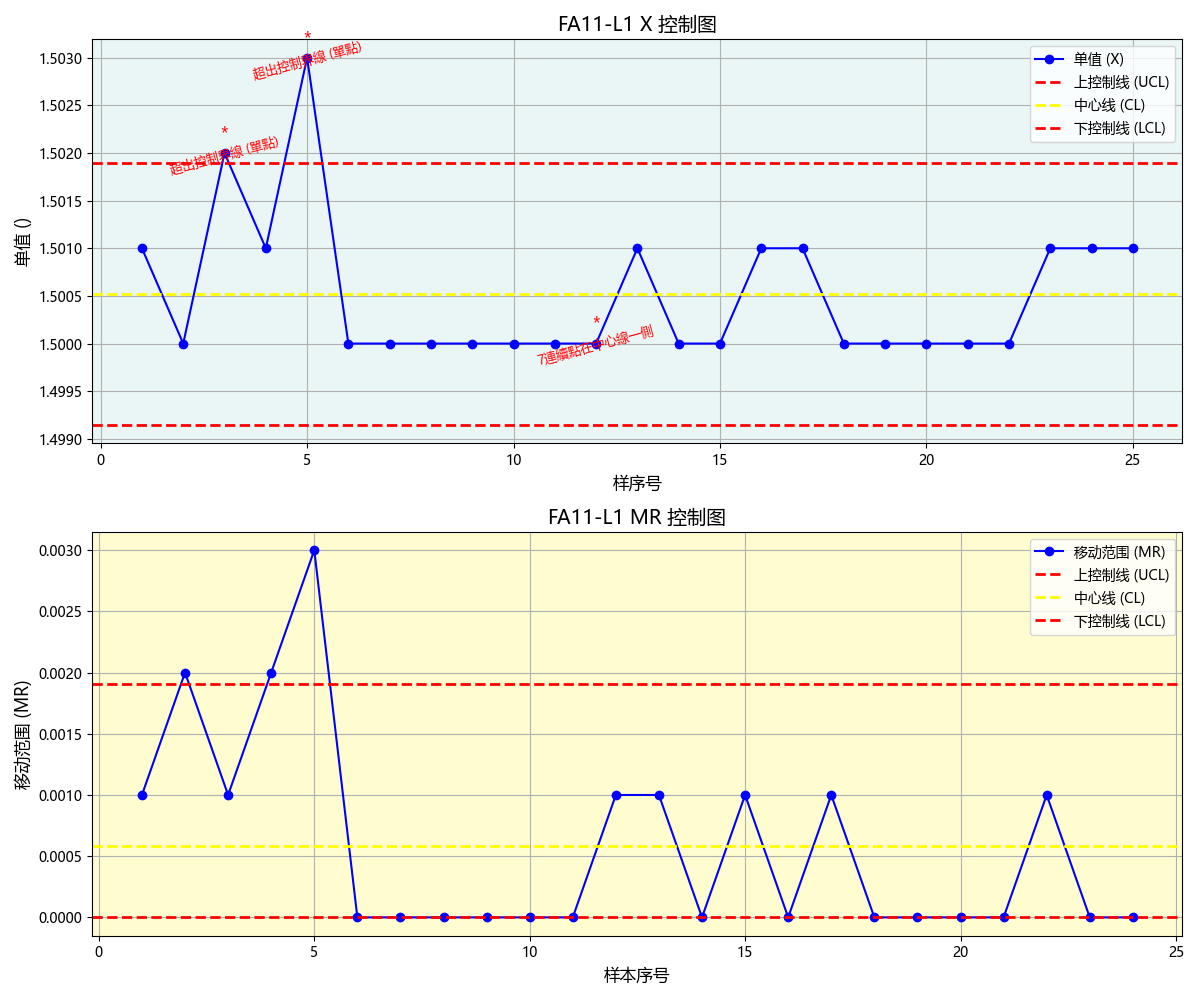 FA11-L1 X 控制图
单值 ()
1.5030
1.5025
1.5020
1.5015
1.5010
1.5005
1.5000
1.4995
1.4990
*
超出控制界線 (單點)
*
超出控制界線 (單點)
*
7連續點在中心線一側
单值 (X)
上控制线 (UCL)
中心线 (CL)
下控制线 (LCL)
0 5 10 15 20 25
样序号
FA11-L1 MR 控制图
移动范围 (MR)
0.0030
0.0025
0.0020
0.0015
0.0010
0.0005
0.0000
移动范围 (MR)
上控制线 (UCL)
中心线 (CL)
下控制线 (LCL)
0 5 10 15 20 25
样本序号